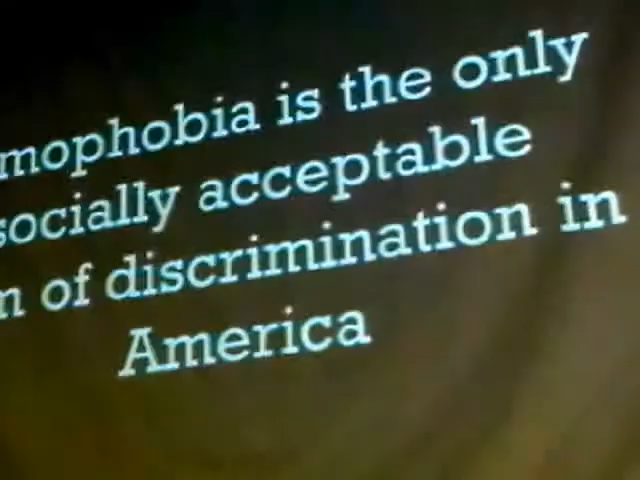 mophobia is the only
socially acceptable
n of discrimination in
America